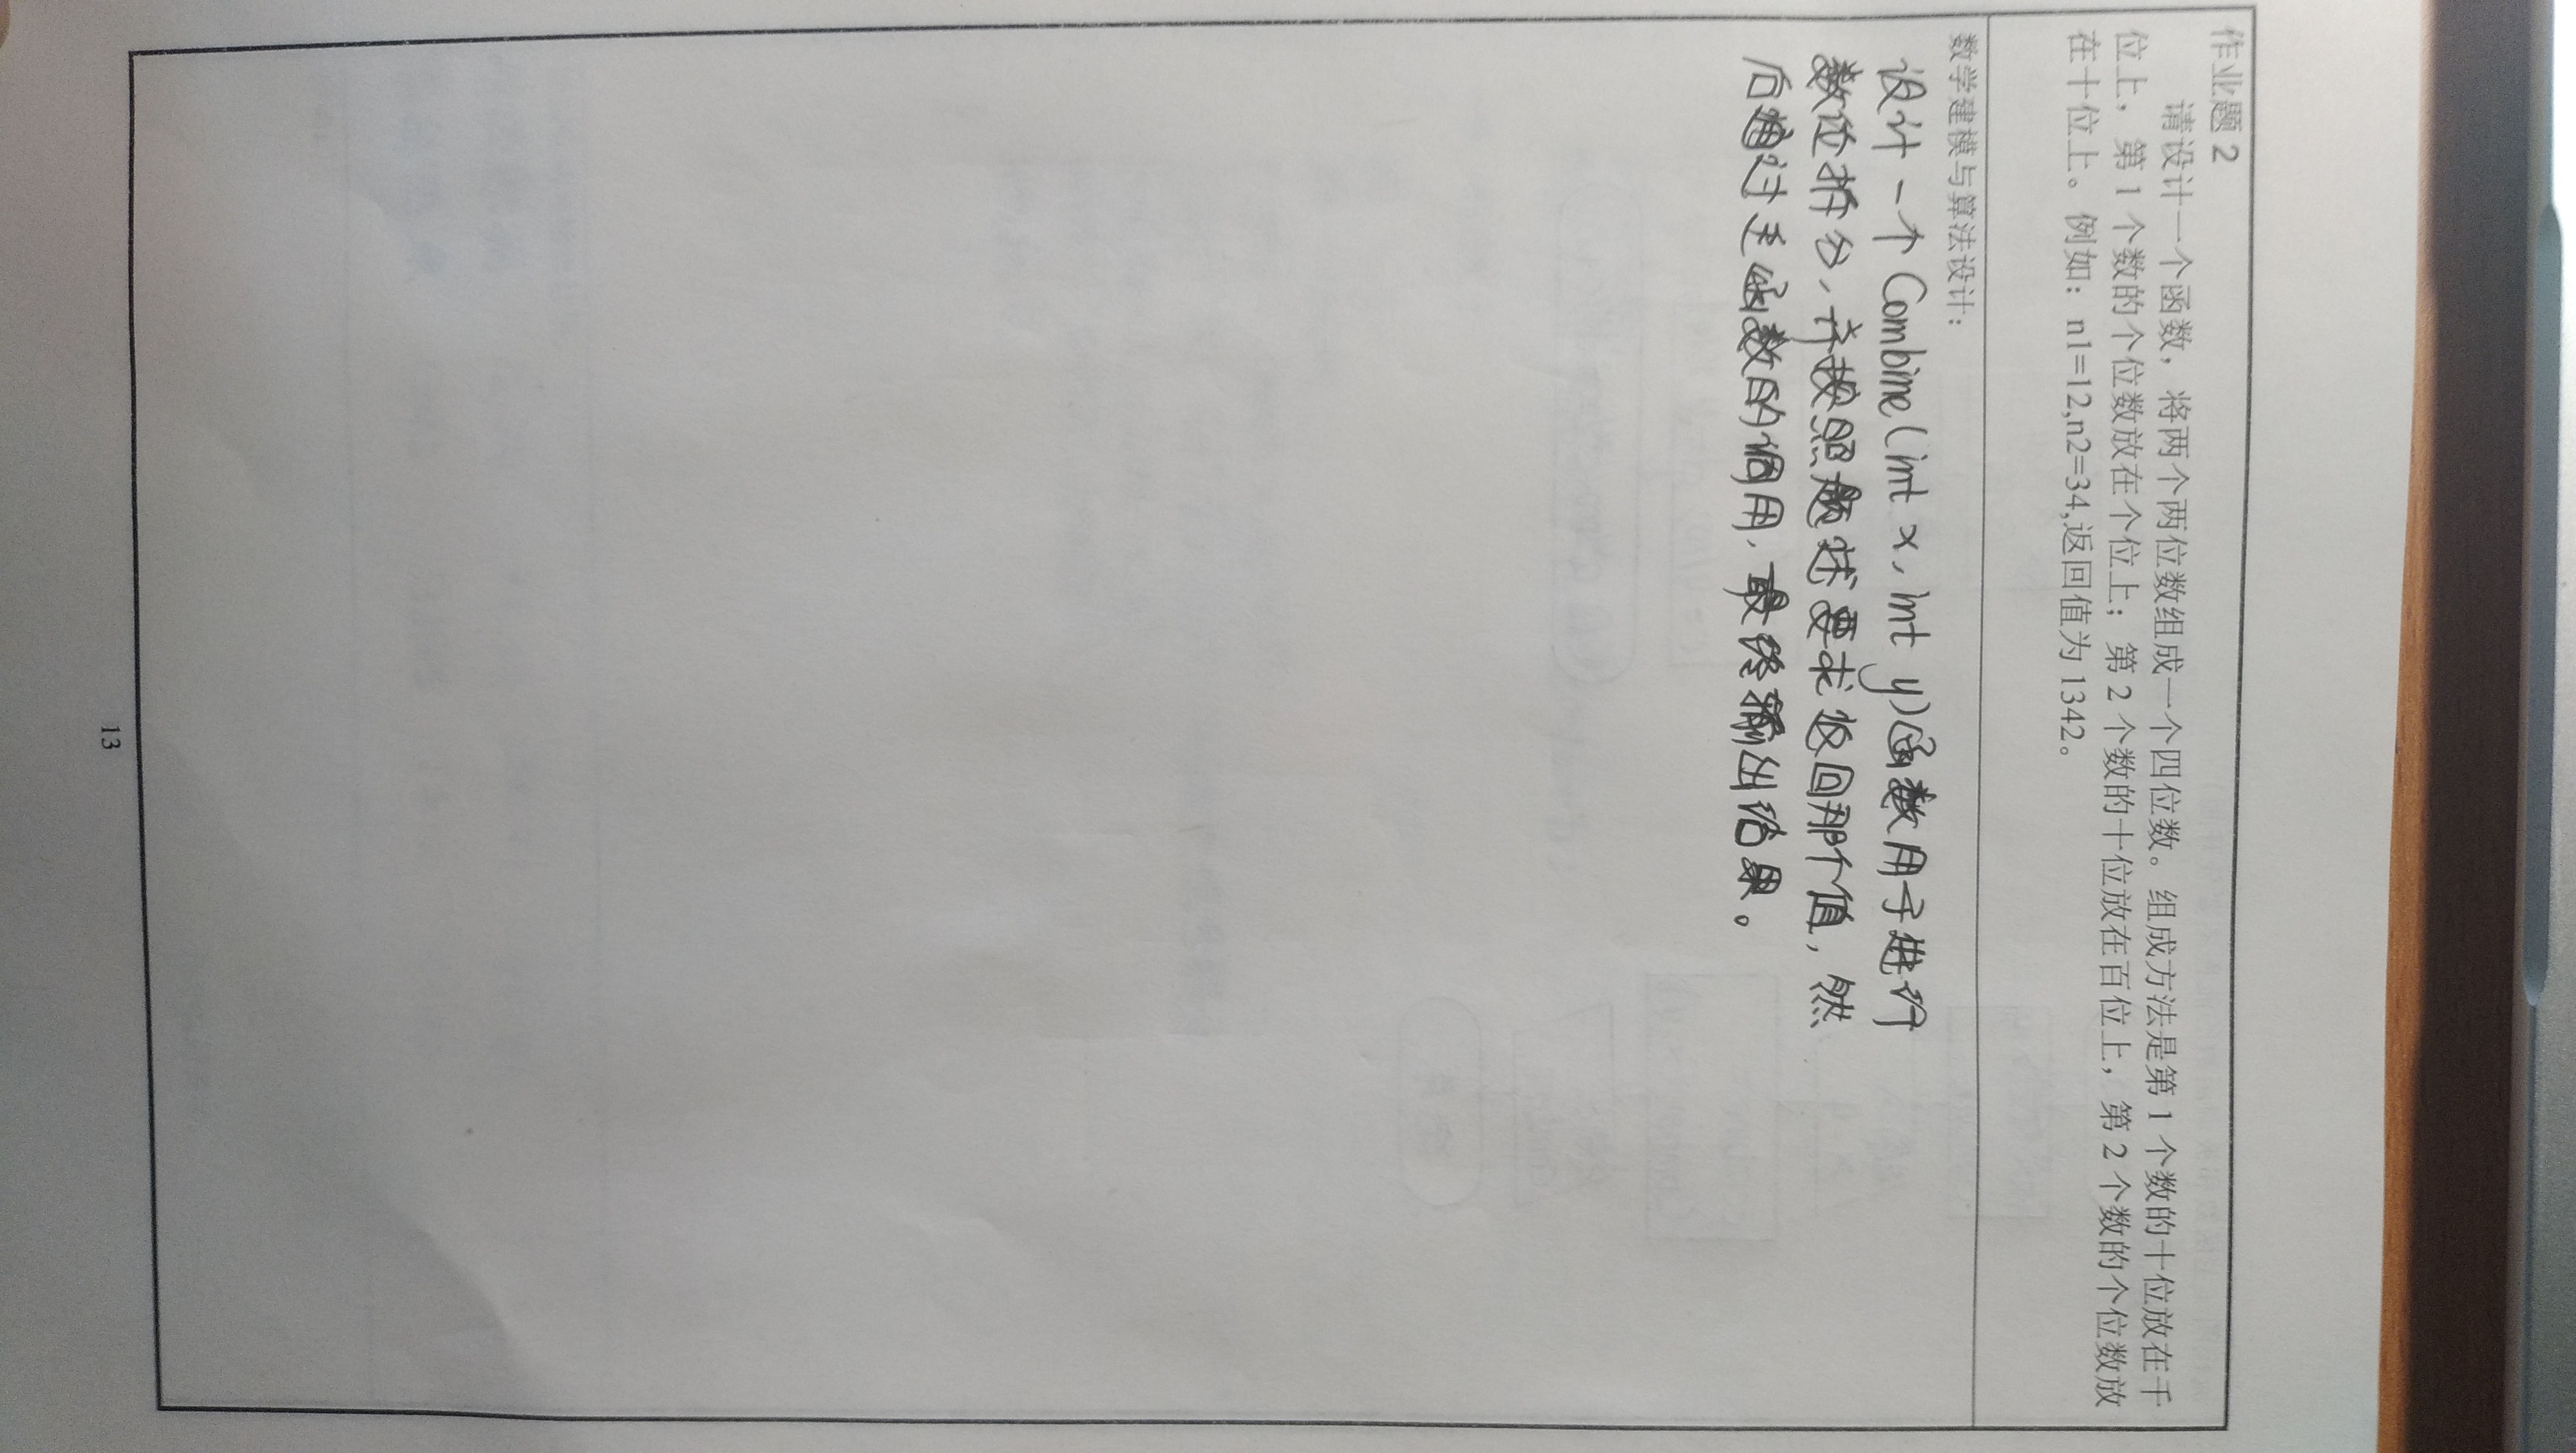 作业题 2
请设计一个函数，将两个两位数组成一个四位数。组成方法是第 1 个数的十位放在千
位上，第 1 个数的个位数放在个位上；第 2 个数的十位放在百位上，第 2 个数的个位数放
在十位上。例如：n1=12,n2=34,返回值为 1342。
数学建模与算法设计：
设计一个 Combine(int x, int y)函数用于进行
数位拆分，并按照题述要求返回那个值，然
后通过主函数的调用，最终输出结果。
13